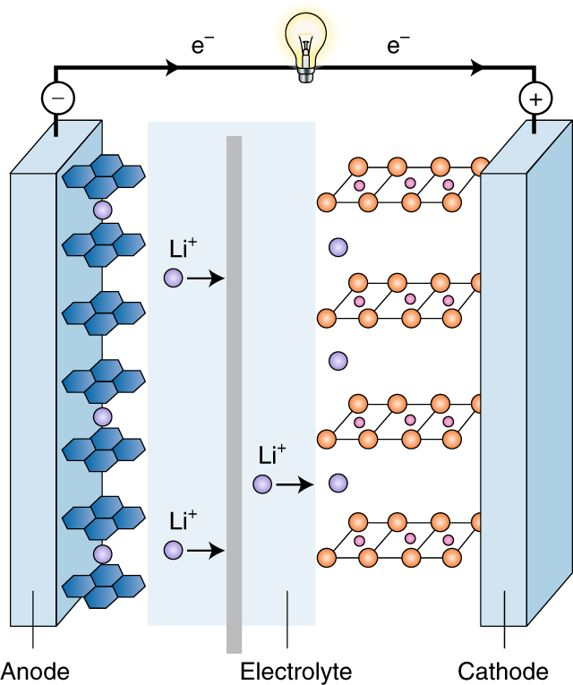 e⁻ e⁻
− +
Li⁺
Li⁺
Li⁺
Anode Electrolyte Cathode